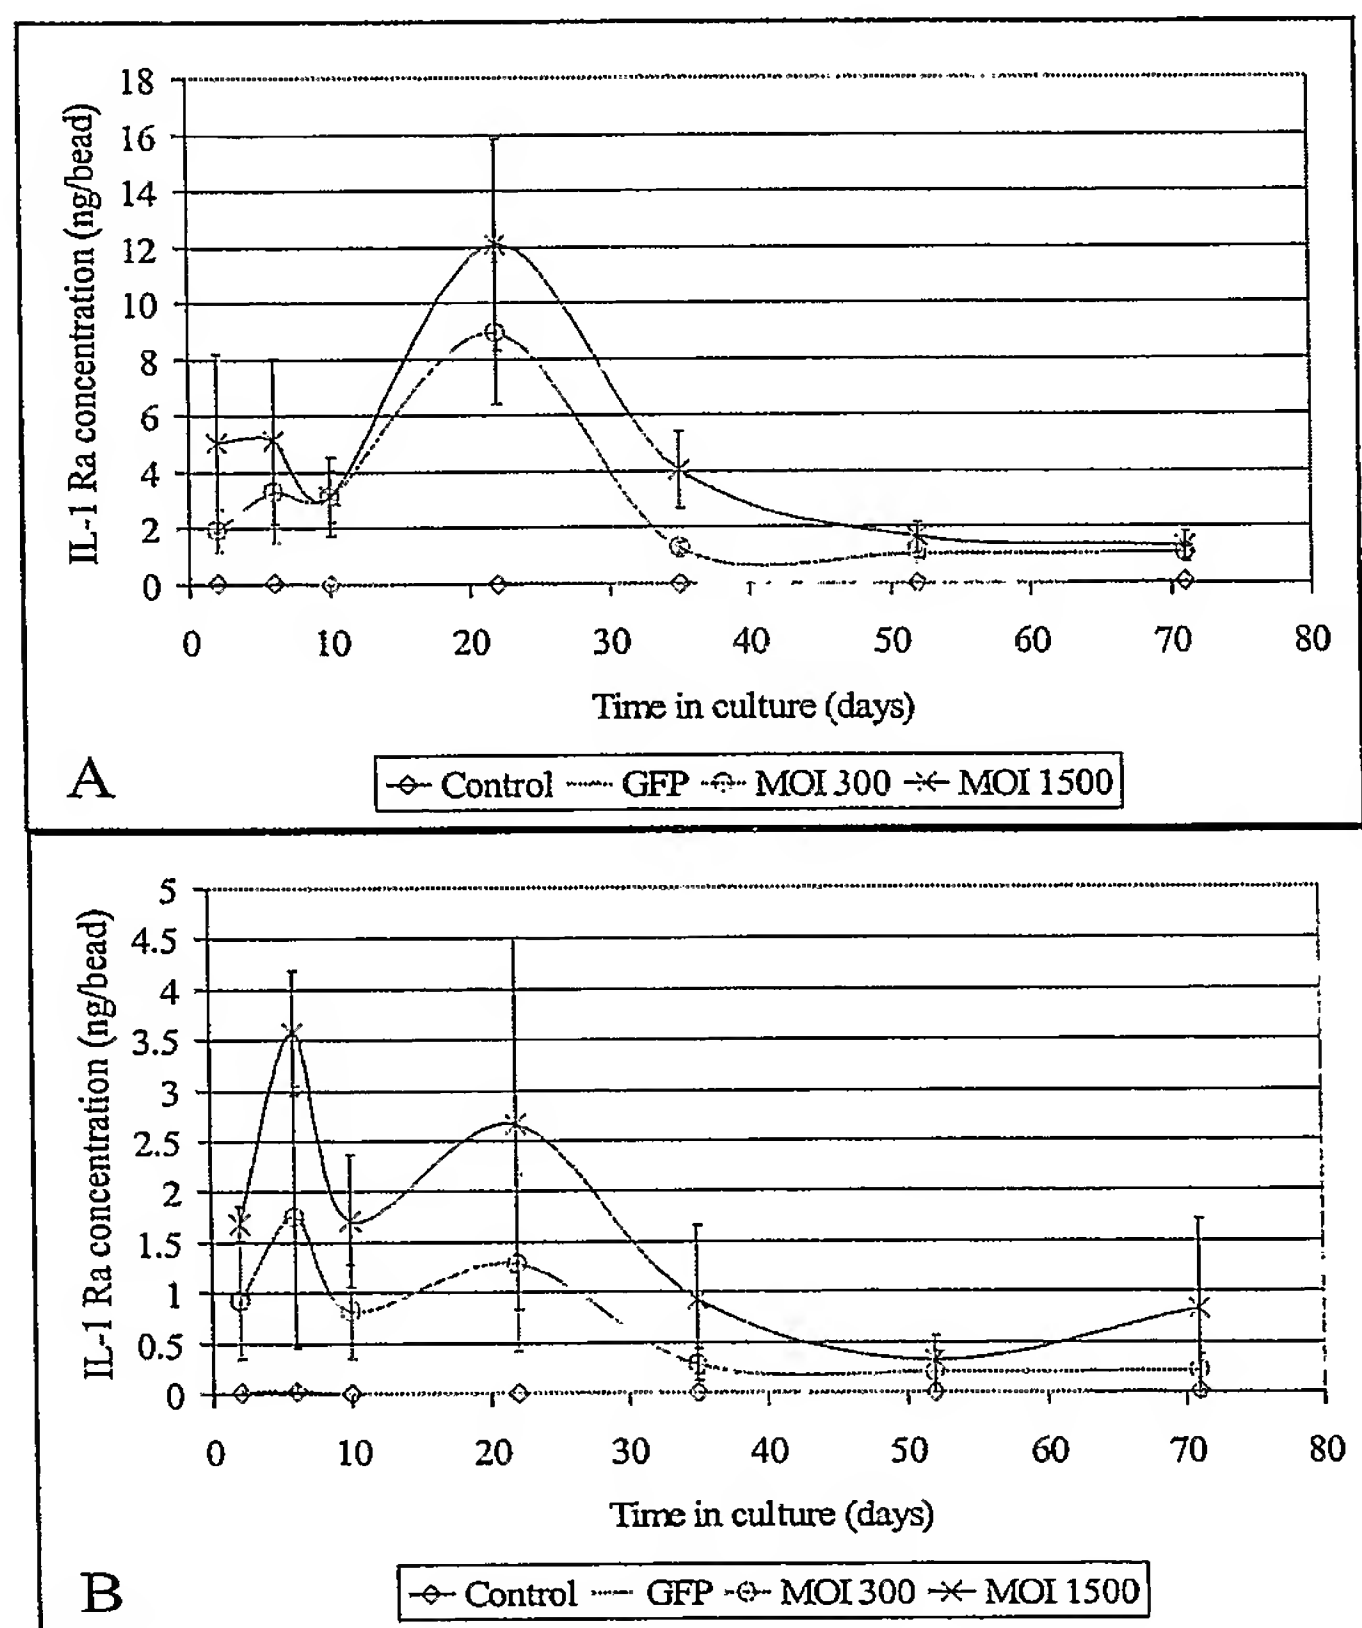 18
16
14
12
10
8
6
4
2
0
IL-1 Ra concentration (ng/bead)
0 10 20 30 40 50 60 70 80
Time in culture (days)
A
Control GFP MOI 300 MOI 1500
5
4.5
4
3.5
3
2.5
2
1.5
1
0.5
0
IL-1 Ra concentration (ng/bead)
0 10 20 30 40 50 60 70 80
Time in culture (days)
B
Control GFP MOI 300 MOI 1500